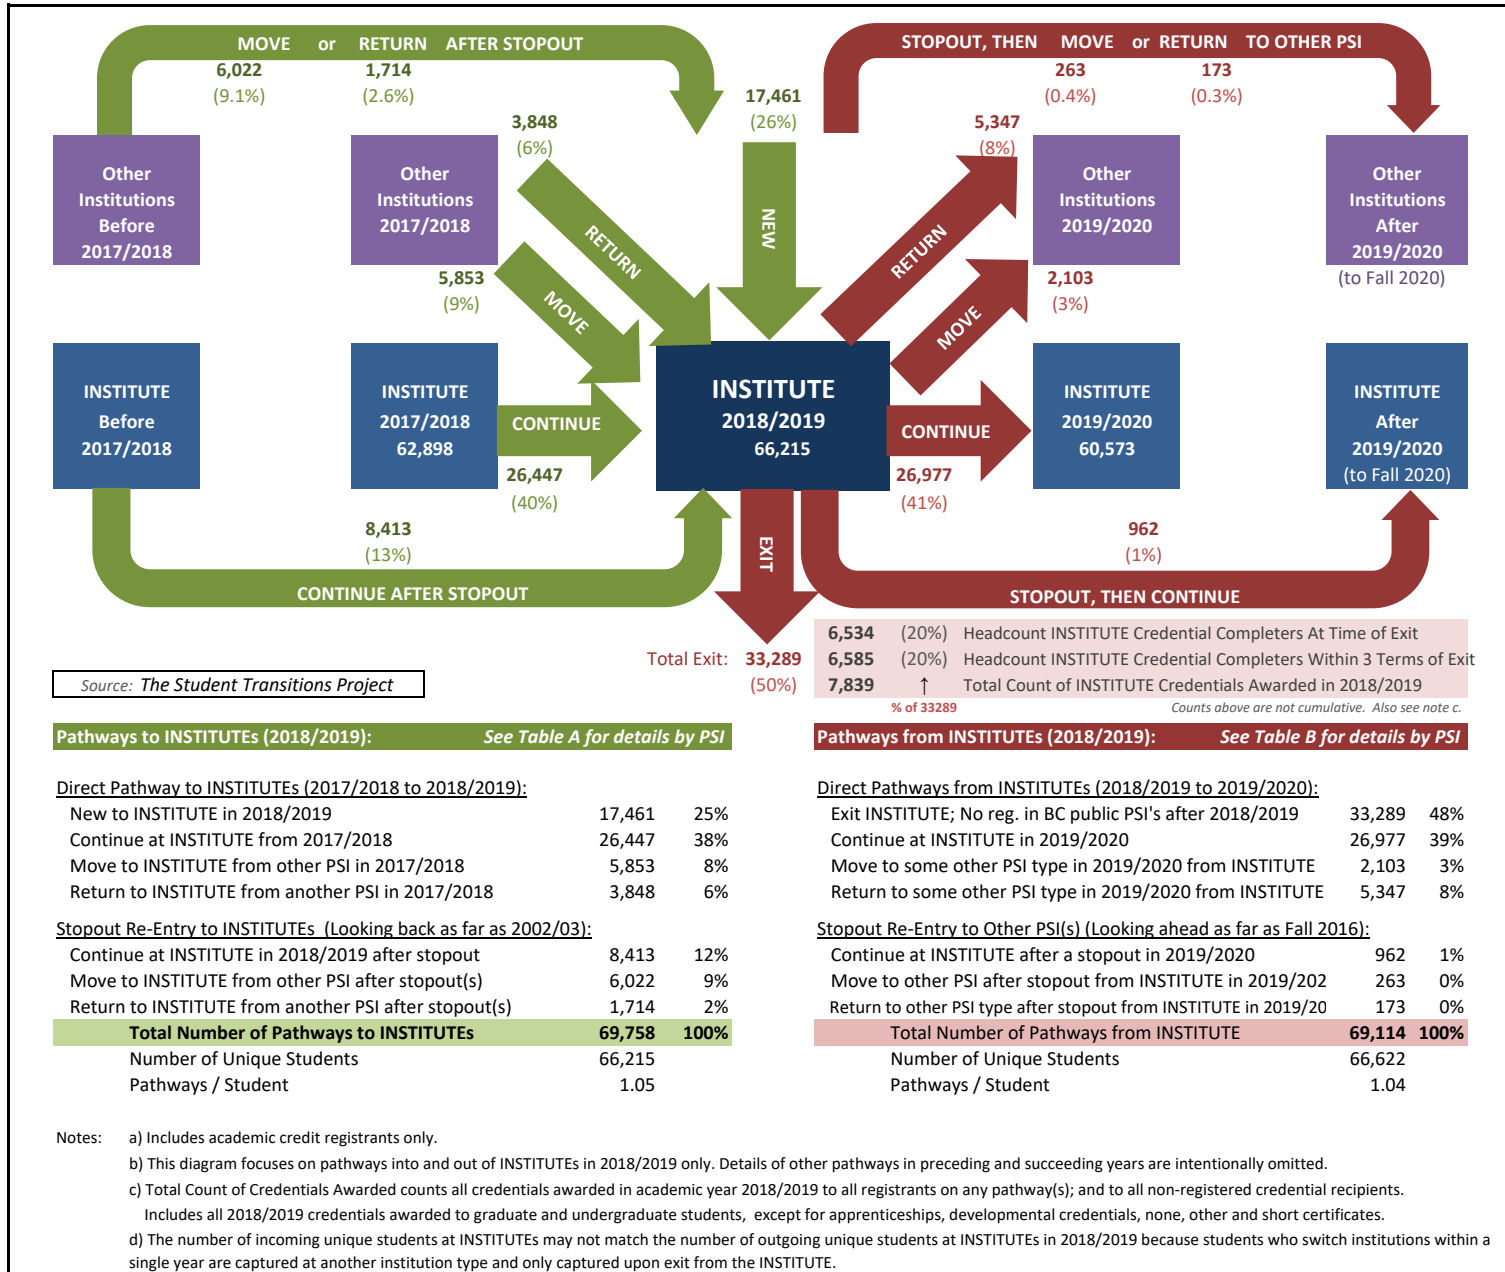 MOVE or RETURN AFTER STOPOUT
6,022 1,714
(9.1%) (2.6%)
STOPOUT, THEN MOVE or RETURN TO OTHER PSI
263 173
(0.4%) (0.3%)
17,461
(26%)
3,848
(6%)
5,347
(8%)
Other
Institutions
Before
2017/2018
Other
Institutions
2017/2018
Other
Institutions
2019/2020
Other
Institutions
After
2019/2020
(to Fall 2020)
RETURN
NEW
RETURN
5,853
(9%)
MOVE
MOVE
2,103
(3%)
INSTITUTE
Before
2017/2018
INSTITUTE
2017/2018
62,898
CONTINUE
26,447
(40%)
INSTITUTE
2018/2019
66,215
CONTINUE
26,977
(41%)
INSTITUTE
2019/2020
60,573
INSTITUTE
After
2019/2020
(to Fall 2020)
8,413
(13%)
CONTINUE AFTER STOPOUT
EXIT
962
(1%)
STOPOUT, THEN CONTINUE
Total Exit: 33,289
(50%)
6,534 (20%) Headcount INSTITUTE Credential Completers At Time of Exit
6,585 (20%) Headcount INSTITUTE Credential Completers Within 3 Terms of Exit
7,839 ↑ Total Count of INSTITUTE Credentials Awarded in 2018/2019
% of 33289 Counts above are not cumulative. Also see note c.
Source: The Student Transitions Project
Pathways to INSTITUTEs (2018/2019): See Table A for details by PSI
Direct Pathway to INSTITUTEs (2017/2018 to 2018/2019):
New to INSTITUTE in 2018/2019 17,461 25%
Continue at INSTITUTE from 2017/2018 26,447 38%
Move to INSTITUTE from other PSI in 2017/2018 5,853 8%
Return to INSTITUTE from another PSI in 2017/2018 3,848 6%
Stopout Re-Entry to INSTITUTEs (Looking back as far as 2002/03):
Continue at INSTITUTE in 2018/2019 after stopout 8,413 12%
Move to INSTITUTE from other PSI after stopout(s) 6,022 9%
Return to INSTITUTE from another PSI after stopout(s) 1,714 2%
Total Number of Pathways to INSTITUTEs 69,758 100%
Number of Unique Students 66,215
Pathways / Student 1.05
Pathways from INSTITUTEs (2018/2019): See Table B for details by PSI
Direct Pathways from INSTITUTEs (2018/2019 to 2019/2020):
Exit INSTITUTE; No reg. in BC public PSI's after 2018/2019 33,289 48%
Continue at INSTITUTE in 2019/2020 26,977 39%
Move to some other PSI type in 2019/2020 from INSTITUTE 2,103 3%
Return to some other PSI type in 2019/2020 from INSTITUTE 5,347 8%
Stopout Re-Entry to Other PSI(s) (Looking ahead as far as Fall 2016):
Continue at INSTITUTE after a stopout in 2019/2020 962 1%
Move to other PSI after stopout from INSTITUTE in 2019/202 263 0%
Return to other PSI type after stopout from INSTITUTE in 2019/20 173 0%
Total Number of Pathways from INSTITUTE 69,114 100%
Number of Unique Students 66,622
Pathways / Student 1.04
Notes: a) Includes academic credit registrants only.
b) This diagram focuses on pathways into and out of INSTITUTEs in 2018/2019 only. Details of other pathways in preceding and succeeding years are intentionally omitted.
c) Total Count of Credentials Awarded counts all credentials awarded in academic year 2018/2019 to all registrants on any pathway(s); and to all non-registered credential recipients.
Includes all 2018/2019 credentials awarded to graduate and undergraduate students, except for apprenticeships, developmental credentials, none, other and short certificates.
d) The number of incoming unique students at INSTITUTEs may not match the number of outgoing unique students at INSTITUTEs in 2018/2019 because students who switch institutions within a
single year are captured at another institution type and only captured upon exit from the INSTITUTE.